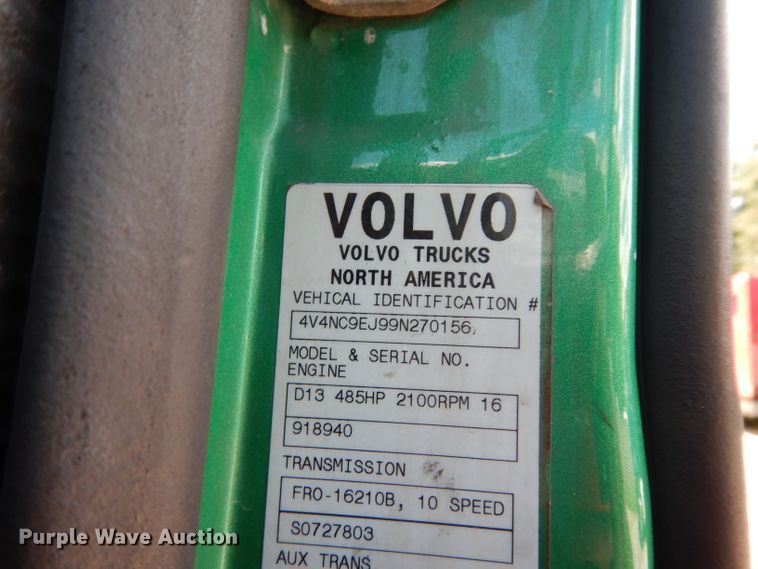 VOLVO
VOLVO TRUCKS
NORTH AMERICA
VEHICAL IDENTIFICATION #
4V4NC9EJ99N270156
MODEL & SERIAL NO.
ENGINE
D13 485HP 2100RPM 16
918940
TRANSMISSION
FRO-16210B, 10 SPEED
S0727803
AUX TRANS
Purple Wave Auction